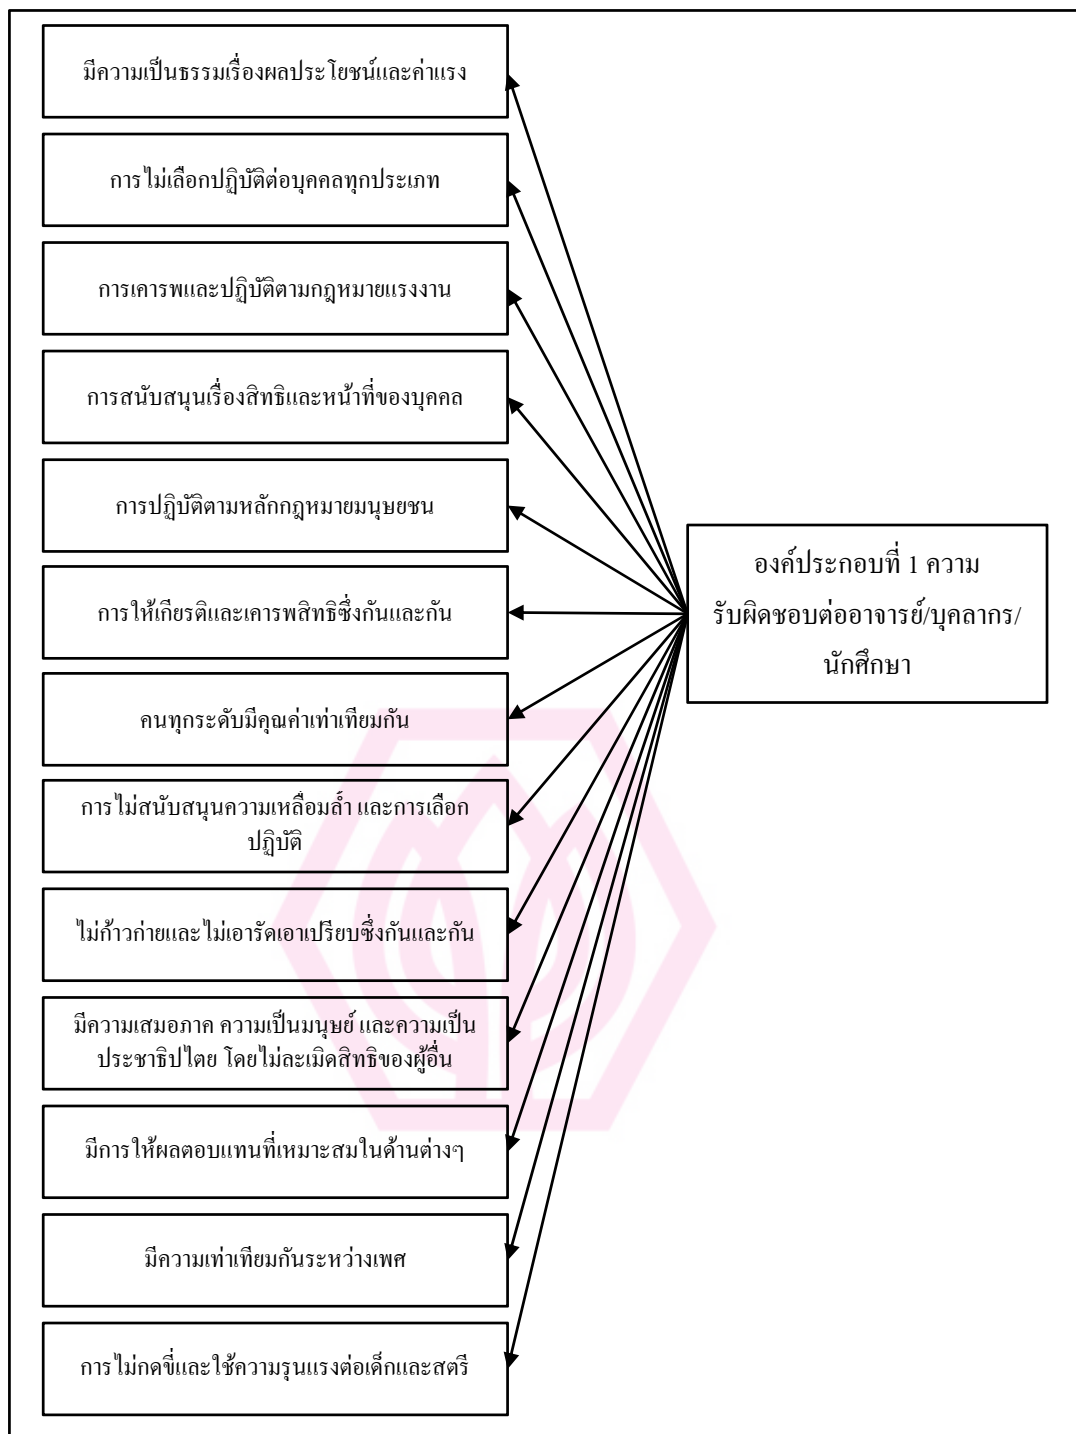 มีความเป็นธรรมเรื่องผลประโยชน์และค่าแรง
การไม่เลือกปฏิบัติต่อบุคคลทุกประเภท
การเคารพและปฏิบัติตามกฎหมายแรงงาน
การสนับสนุนเรื่องสิทธิและหน้าที่ของบุคคล
การปฏิบัติตามหลักกฎหมายมนุษยชน
การให้เกียรติและเคารพสิทธิซึ่งกันและกัน
คนทุกระดับมีคุณค่าเท่าเทียมกัน
การไม่สนับสนุนความเหลื่อมล้ำ และการเลือก
ปฏิบัติ
ไม่ก้าวก่ายและไม่เอารัดเอาเปรียบซึ่งกันและกัน
มีความเสมอภาค ความเป็นมนุษย์ และความเป็น
ประชาธิปไตย โดยไม่ละเมิดสิทธิของผู้อื่น
มีการให้ผลตอบแทนที่เหมาะสมในด้านต่างๆ
มีความเท่าเทียมกันระหว่างเพศ
การไม่กดขี่และใช้ความรุนแรงต่อเด็กและสตรี
องค์ประกอบที่ 1 ความ
รับผิดชอบต่ออาจารย์/บุคลากร/
นักศึกษา